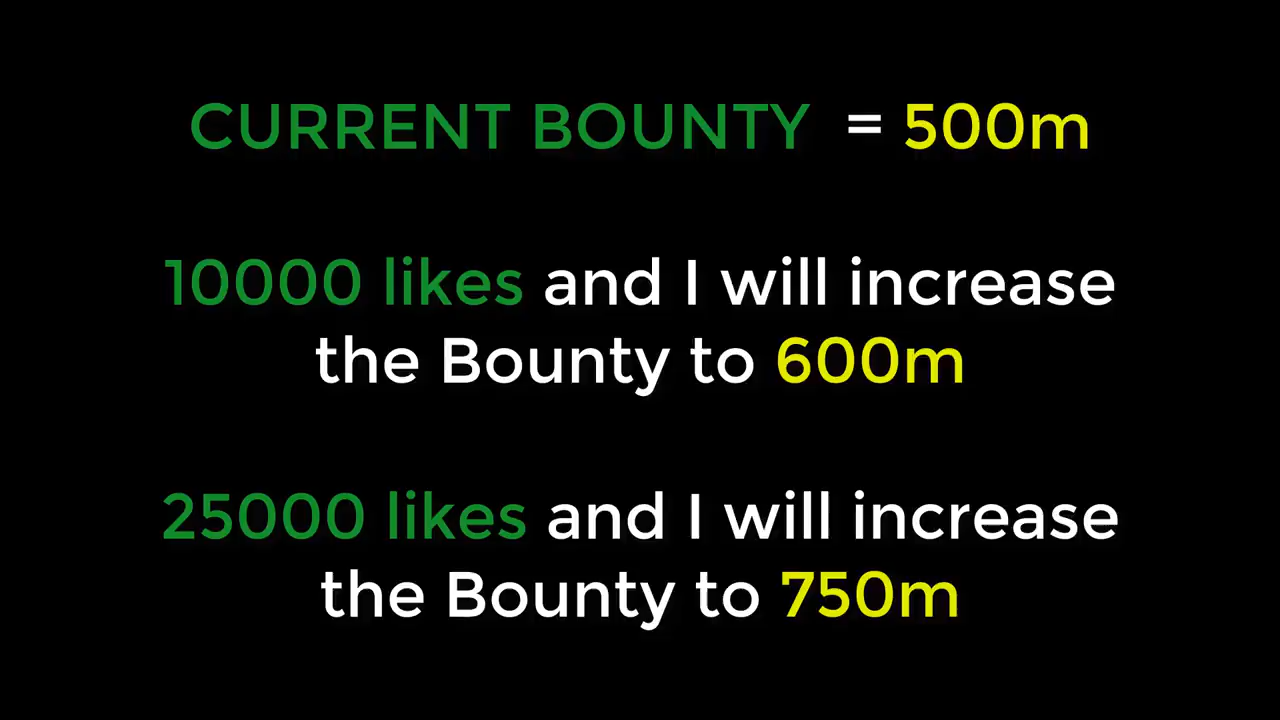 CURRENT BOUNTY = 500m
10000 likes and I will increase
the Bounty to 600m
25000 likes and I will increase
the Bounty to 750m